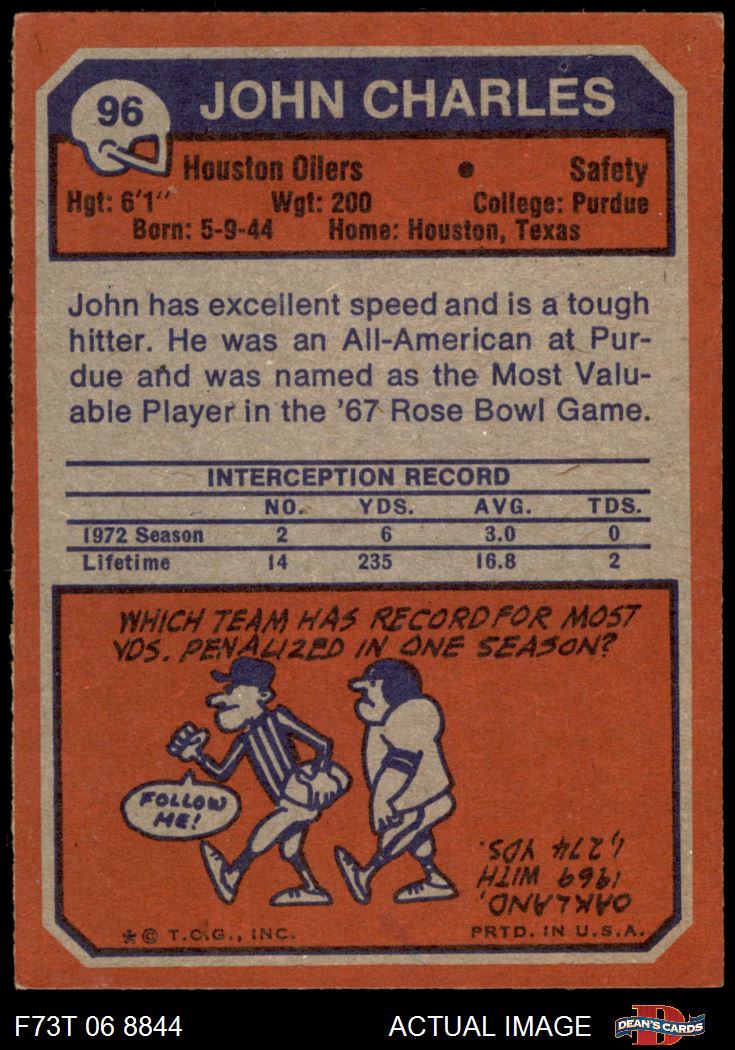 96
JOHN CHARLES
Houston Oilers • Safety
Hgt: 6'1" Wgt: 200 College: Purdue
Born: 5-9-44 Home: Houston, Texas
John has excellent speed and is a tough
hitter. He was an All-American at Pur-
due and was named as the Most Valu-
able Player in the '67 Rose Bowl Game.
INTERCEPTION RECORD
NO. YDS. AVG. TDS.
1972 Season 2 6 3.0 0
Lifetime 14 235 16.8 2
WHICH TEAM HAS RECORD FOR MOST
YDS. PENALIZED IN ONE SEASON?
FOLLOW
ME!
OAKLAND,
1969 WITH
1,274 YDS.
* © T.C.G., INC. PRTD. IN U.S.A.
F73T 06 8844 ACTUAL IMAGE
D
DEAN'S CARDS